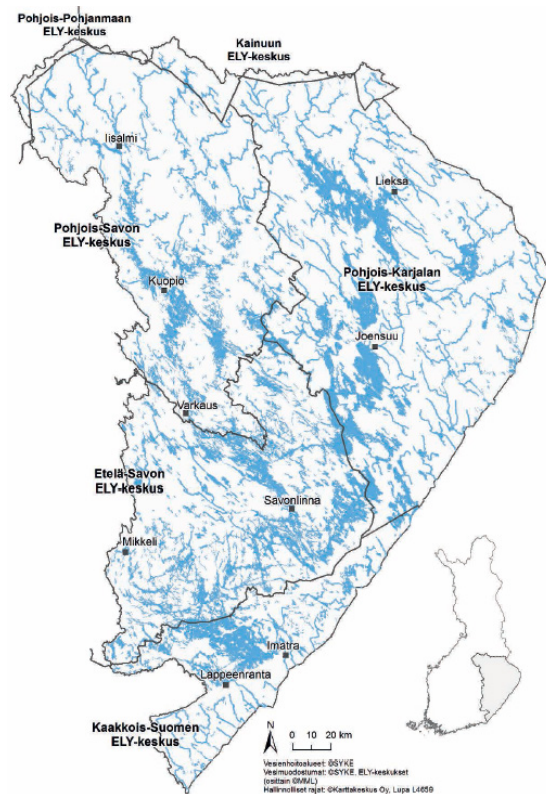 Pohjois-Pohjanmaan
ELY-keskus
Kainuun
ELY-keskus
Iisalmi
Lieksa
Pohjois-Savon
ELY-keskus
Pohjois-Karjalan
ELY-keskus
Kuopio
Joensuu
Varkaus
Etelä-Savon
ELY-keskus
Savonlinna
Mikkeli
Imatra
Lappeenranta
Kaakkois-Suomen
ELY-keskus
N
0 10 20 km
Vesienhoitoalueet: ©SYKE
Vesimuodostumat: ©SYKE, ELY-keskukset
(osittain ©MML)
Hallinnolliset rajat: ©Karttakeskus Oy, Lupa L4659